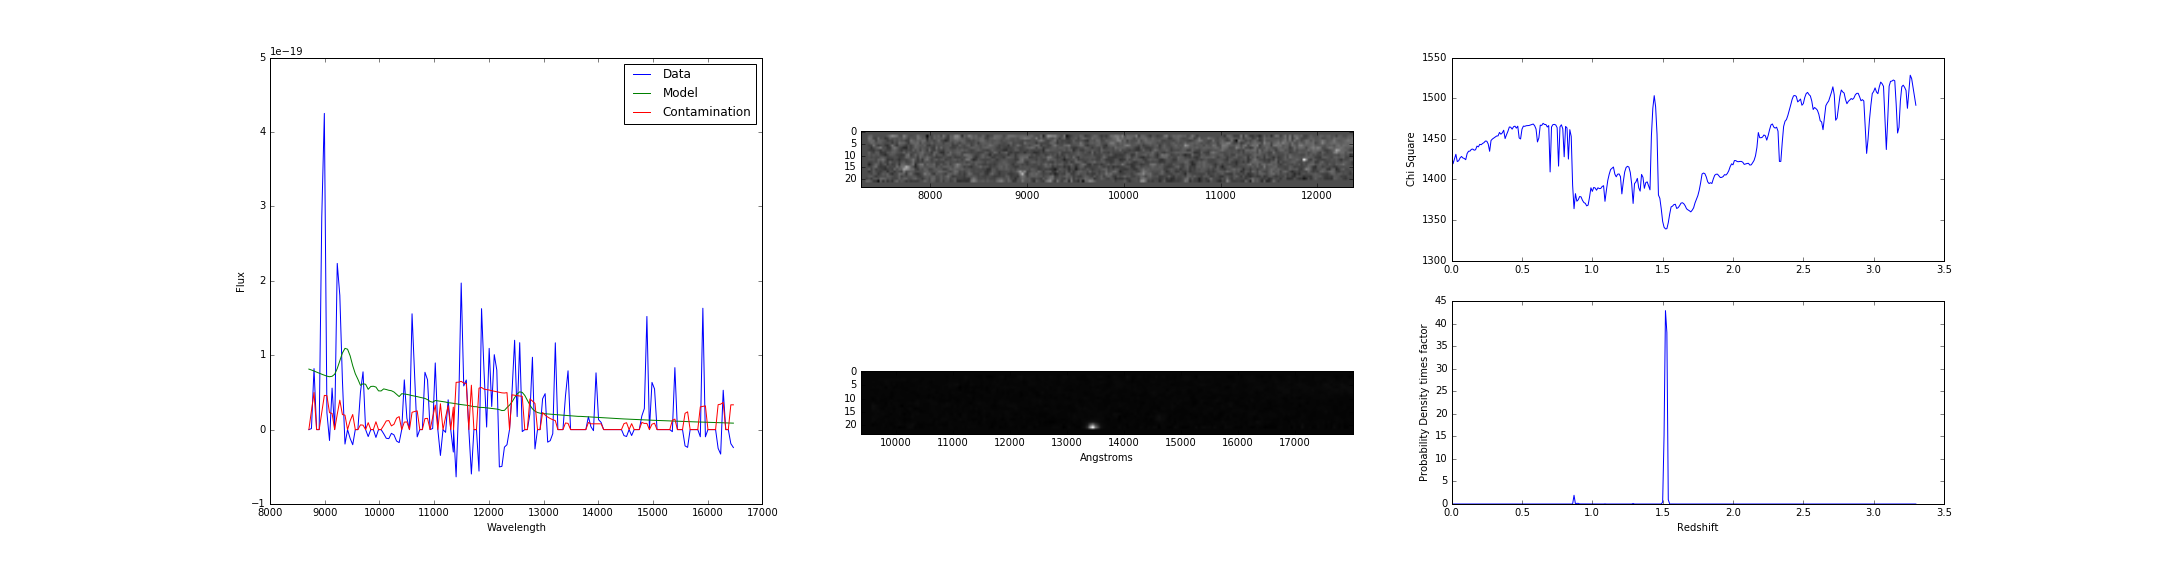 1e−19
5
4
3
2
1
0
−1
Flux
8000 9000 10000 11000 12000 13000 14000 15000 16000 17000
Wavelength
Data
Model
Contamination
0
5
10
15
20
8000 9000 10000 11000 12000
0
5
10
15
20
10000 11000 12000 13000 14000 15000 16000 17000
Angstroms
1550
1500
1450
1400
1350
1300
Chi Square
0.0 0.5 1.0 1.5 2.0 2.5 3.0 3.5
45
40
35
30
25
20
15
10
5
0
Probability Density times factor
0.0 0.5 1.0 1.5 2.0 2.5 3.0 3.5
Redshift